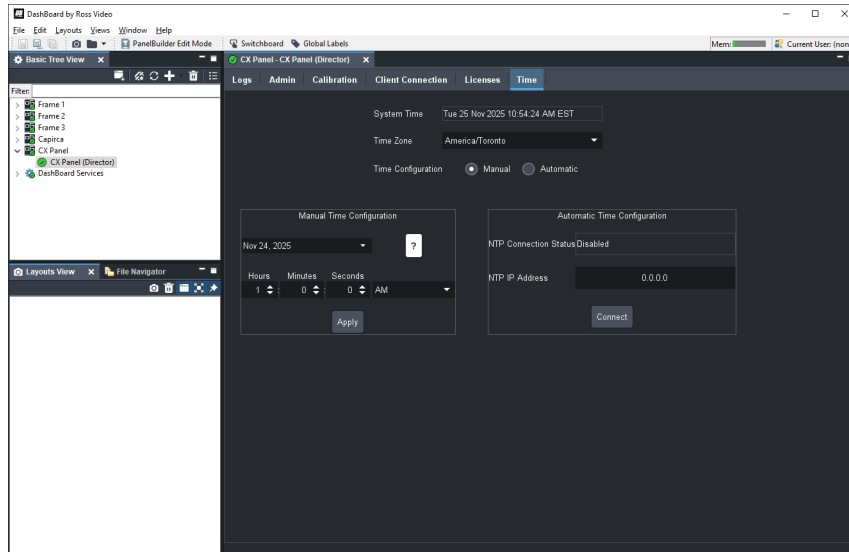 DashBoard by Ross Video
File Edit Layouts Views Window Help
PanelBuilder Edit Mode Switchboard Global Labels Mem: Current User: (non
Basic Tree View
CX Panel - CX Panel (Director)
Logs Admin Calibration Client Connection Licenses Time
Filter:
Frame 1
Frame 2
Frame 3
Capirca
CX Panel
CX Panel (Director)
DashBoard Services
Layouts View File Navigator
System Time Tue 25 Nov 2025 10:54:24 AM EST
Time Zone America/Toronto
Time Configuration Manual Automatic
Manual Time Configuration
Nov 24, 2025 ?
Hours Minutes Seconds
1 : 0 : 0 AM
Apply
Automatic Time Configuration
NTP Connection Status Disabled
NTP IP Address 0.0.0.0
Connect